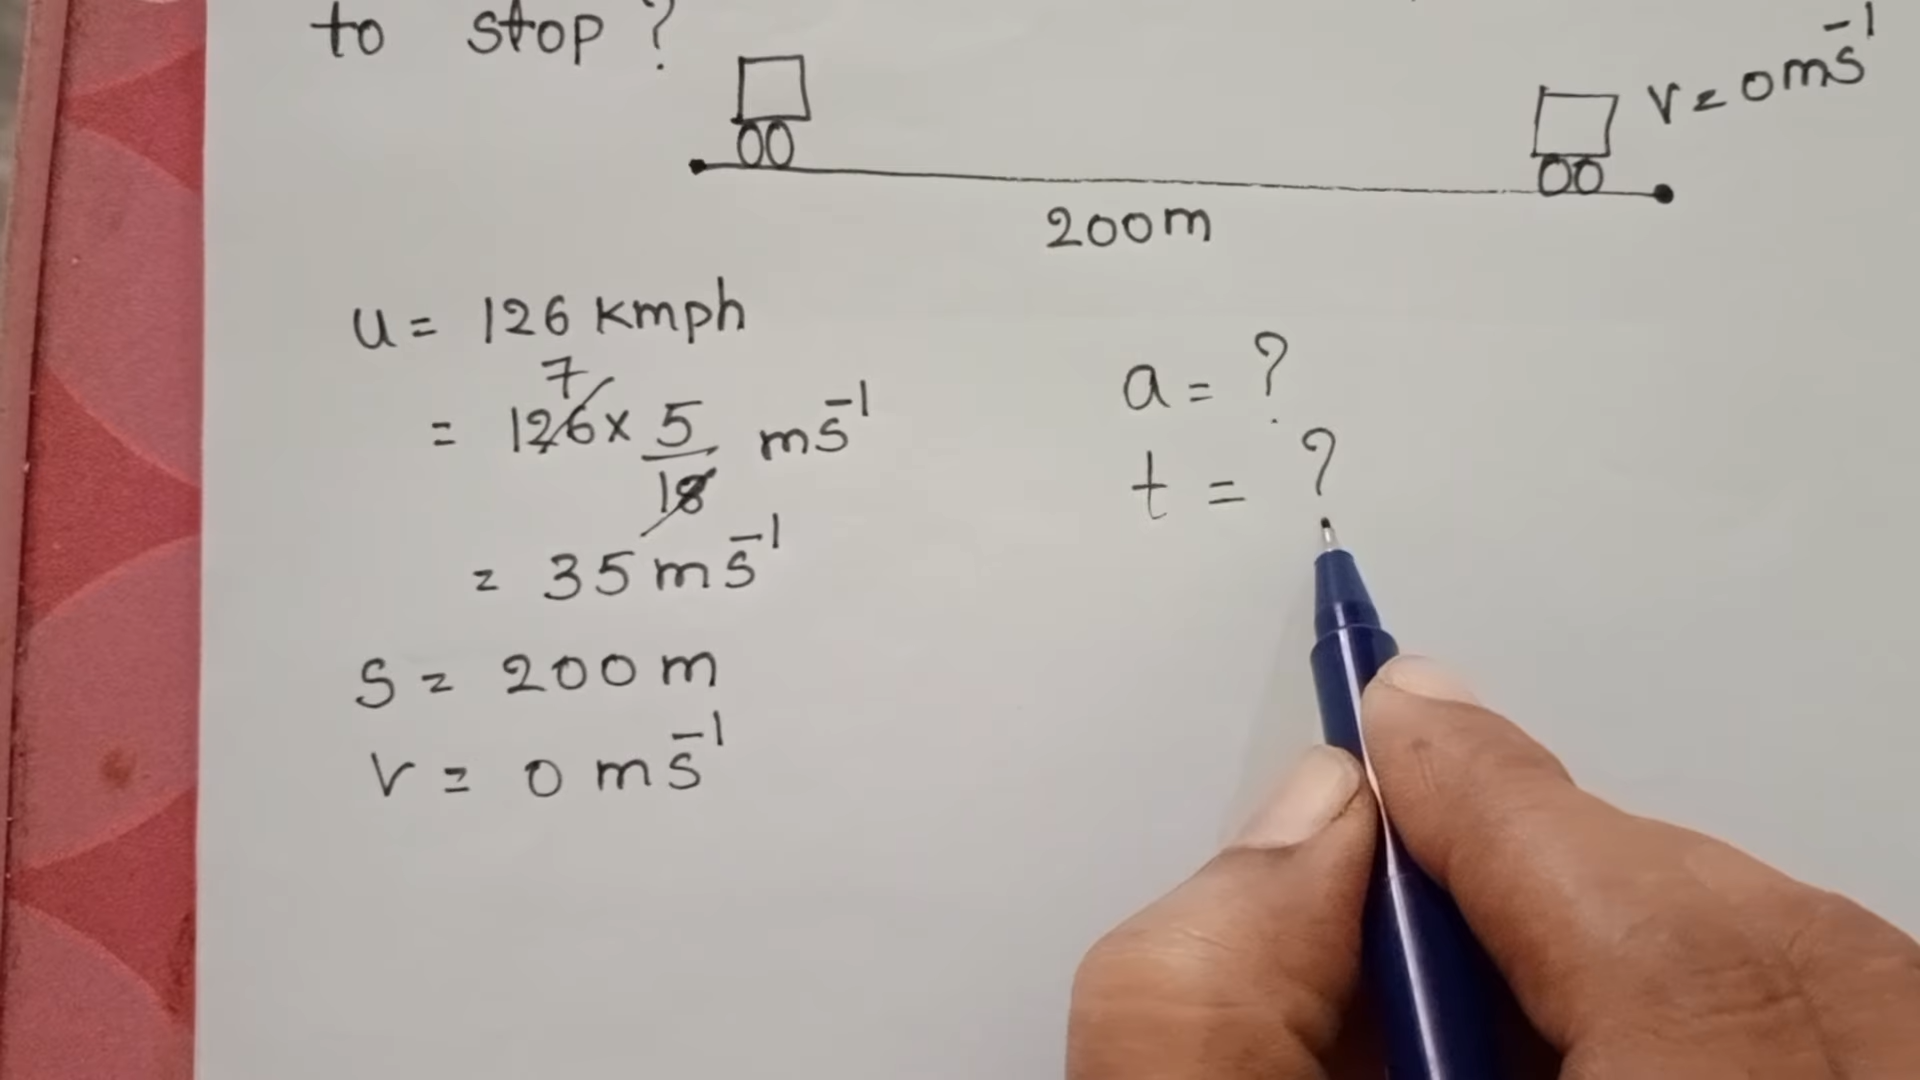 to stop ?
v = 0 ms⁻¹
200m
u = 126 kmph
7
= 126 x 5/18 ms⁻¹
= 35 ms⁻¹
s = 200 m
v = 0 ms⁻¹
a = ?
t = ?